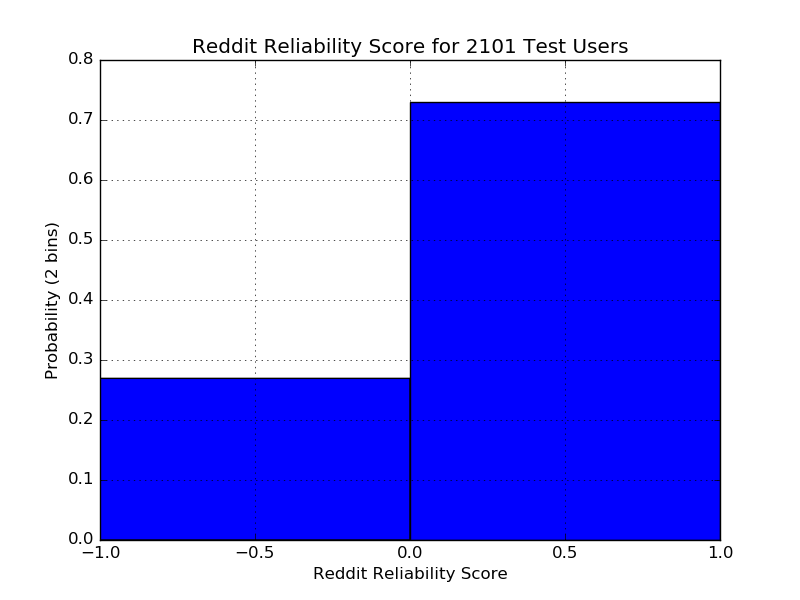 Reddit Reliability Score for 2101 Test Users
0.8
0.7
0.6
0.5
0.4
0.3
0.2
0.1
0.0
Probability (2 bins)
−1.0 −0.5 0.0 0.5 1.0
Reddit Reliability Score